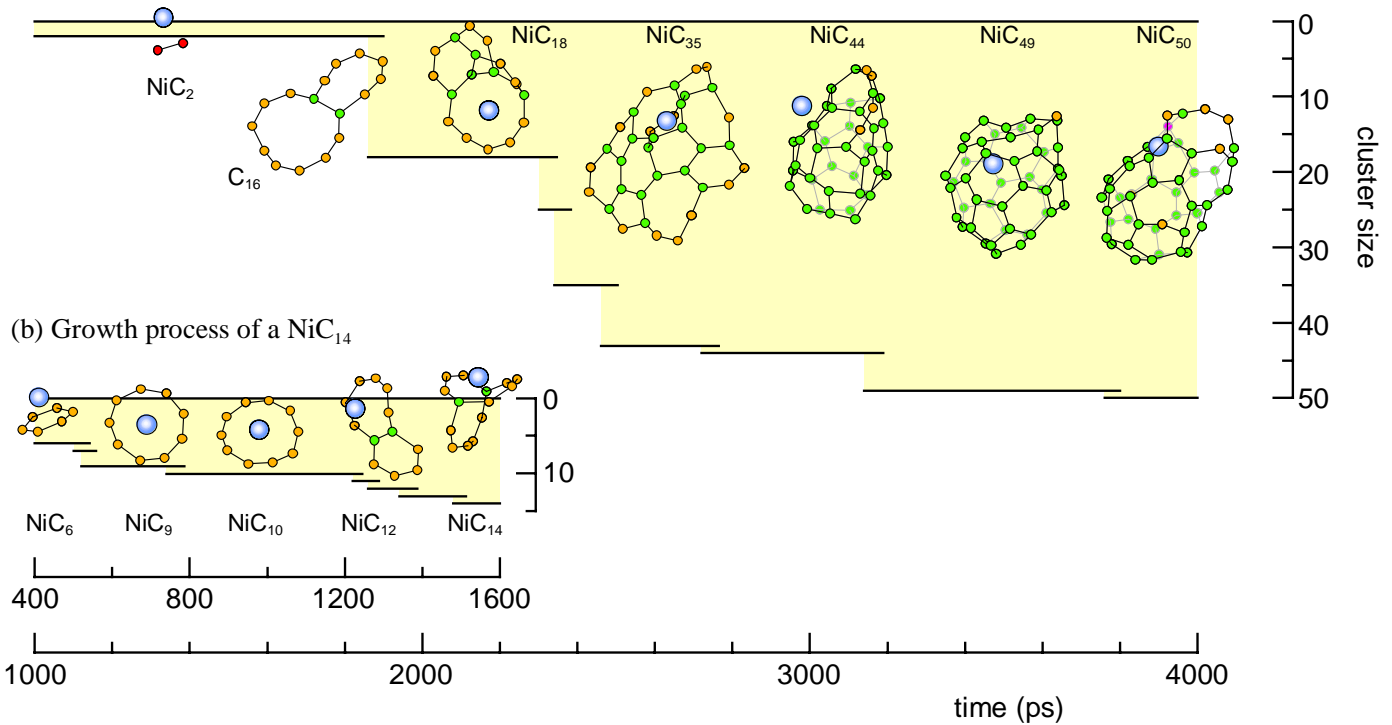 NiC₂
C₁₆
NiC₁₈
NiC₃₅
NiC₄₄
NiC₄₉
NiC₅₀
0
10
20
30
40
50
cluster size
(b) Growth process of a NiC₁₄
0
10
NiC₆ NiC₉ NiC₁₀ NiC₁₂ NiC₁₄
400 800 1200 1600
1000 2000 3000 4000
time (ps)